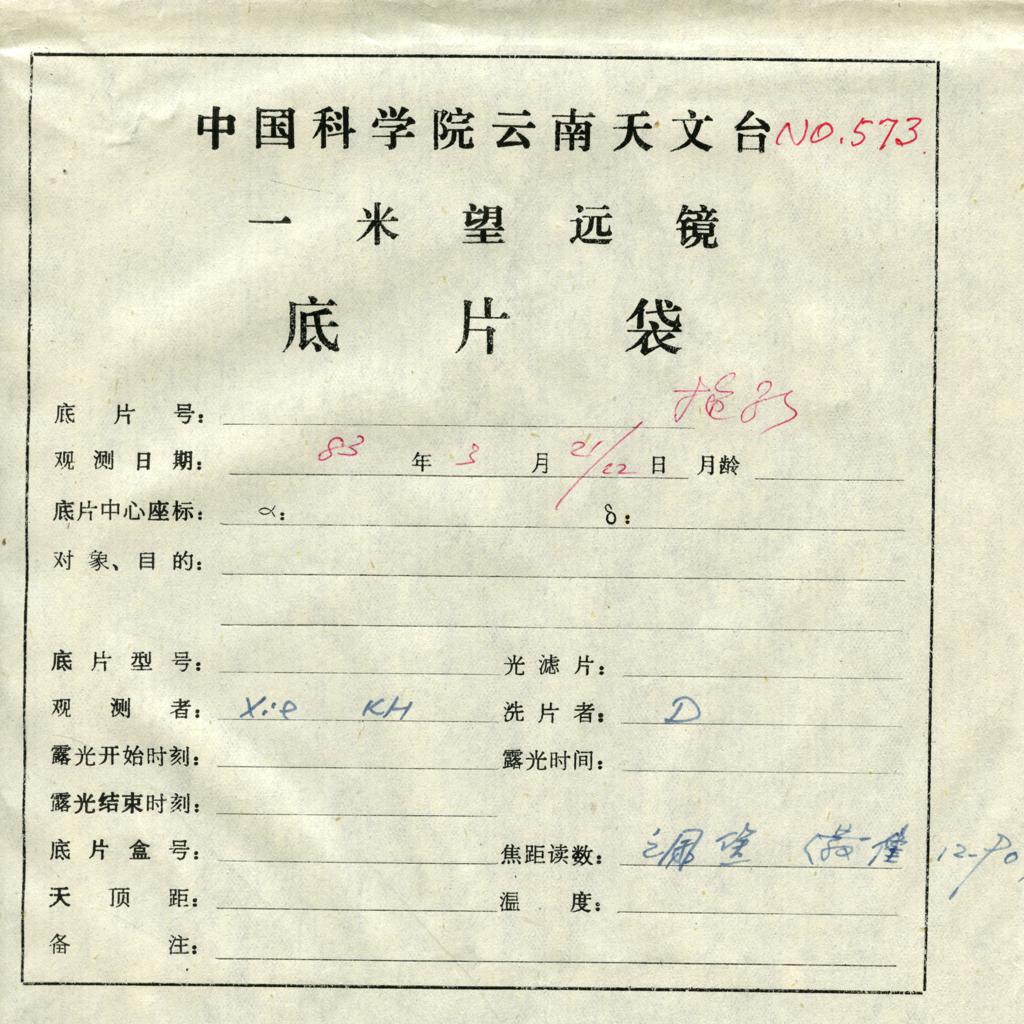 中国科学院云南天文台 NO.573
一米望远镜
底片袋
底片号:
观测日期: 83 年 3 月 21/22 日 月龄
底片中心座标: α: δ:
对象、目的:
底片型号: 光滤片:
观测者: Xie KH 洗片者: D
露光开始时刻: 露光时间:
露光结束时刻:
底片盒号: 焦距读数:
天顶距: 温度:
备注: